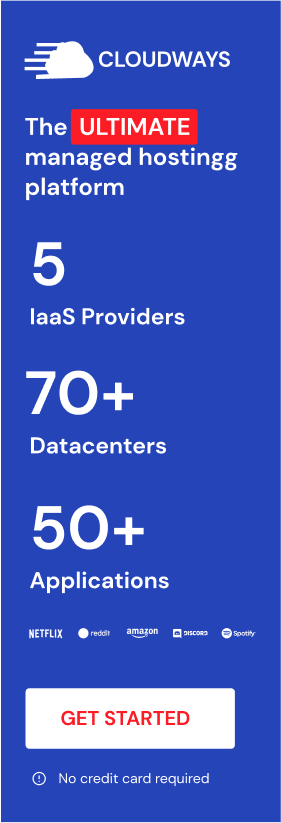 CLOUDWAYS
The ULTIMATE
managed hostingg
platform
5
IaaS Providers
70+
Datacenters
50+
Applications
NETFLIX reddit amazon DISCORD Spotify
GET STARTED
No credit card required